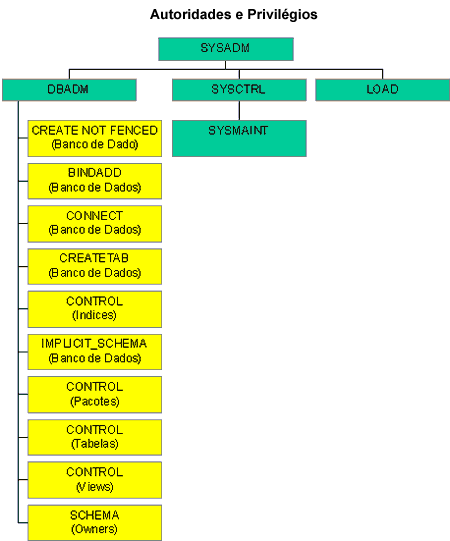 Autoridades e Privilégios
SYSADM
DBADM
SYSCTRL
LOAD
SYSMAINT
CREATE NOT FENCED
(Banco de Dado)
BINDADD
(Banco de Dados)
CONNECT
(Banco de Dados)
CREATETAB
(Banco de Dados)
CONTROL
(Indices)
IMPLICIT_SCHEMA
(Banco de Dados)
CONTROL
(Pacotes)
CONTROL
(Tabelas)
CONTROL
(Views)
SCHEMA
(Owners)